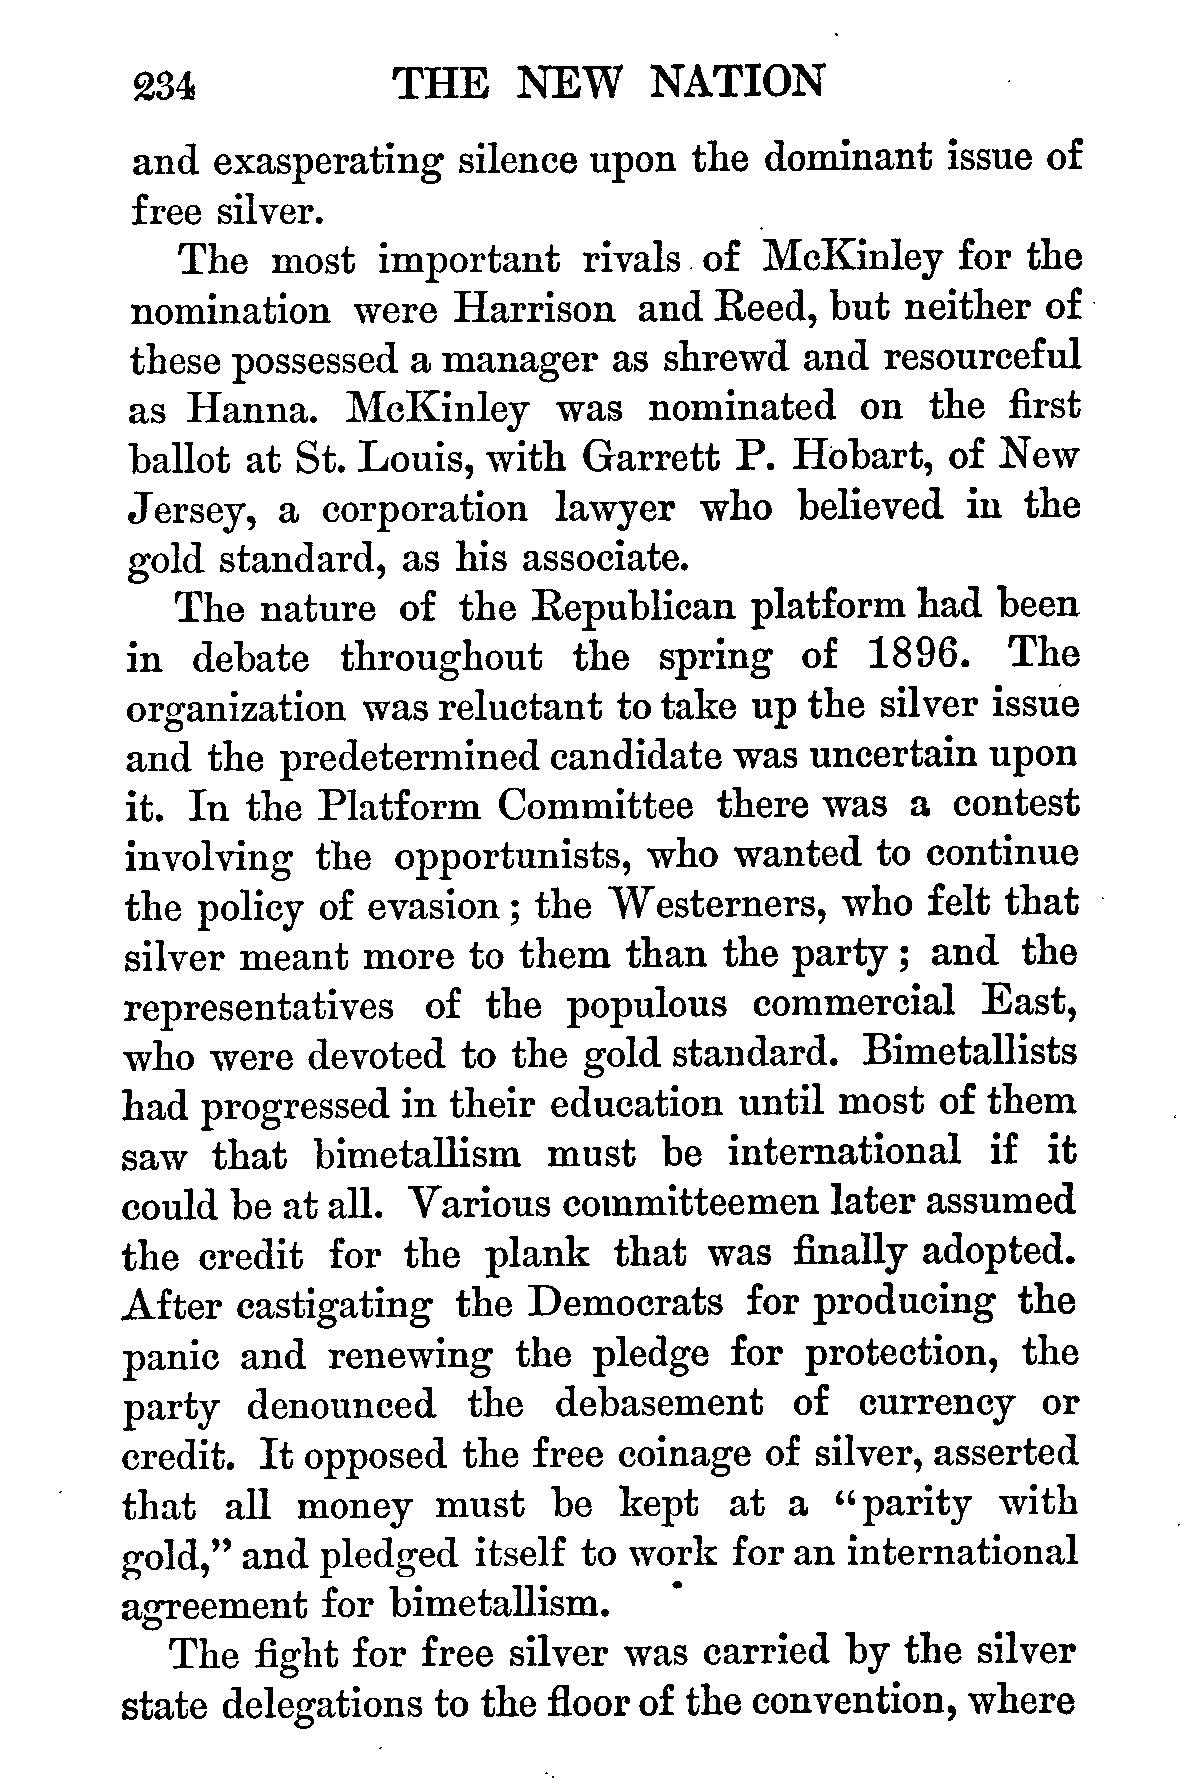 234 THE NEW NATION
and exasperating silence upon the dominant issue of
free silver.
The most important rivals of McKinley for the
nomination were Harrison and Reed, but neither of
these possessed a manager as shrewd and resourceful
as Hanna. McKinley was nominated on the first
ballot at St. Louis, with Garrett P. Hobart, of New
Jersey, a corporation lawyer who believed in the
gold standard, as his associate.
The nature of the Republican platform had been
in debate throughout the spring of 1896. The
organization was reluctant to take up the silver issue
and the predetermined candidate was uncertain upon
it. In the Platform Committee there was a contest
involving the opportunists, who wanted to continue
the policy of evasion; the Westerners, who felt that
silver meant more to them than the party; and the
representatives of the populous commercial East,
who were devoted to the gold standard. Bimetallists
had progressed in their education until most of them
saw that bimetallism must be international if it
could be at all. Various committeemen later assumed
the credit for the plank that was finally adopted.
After castigating the Democrats for producing the
panic and renewing the pledge for protection, the
party denounced the debasement of currency or
credit. It opposed the free coinage of silver, asserted
that all money must be kept at a "parity with
gold," and pledged itself to work for an international
agreement for bimetallism.
The fight for free silver was carried by the silver
state delegations to the floor of the convention, where